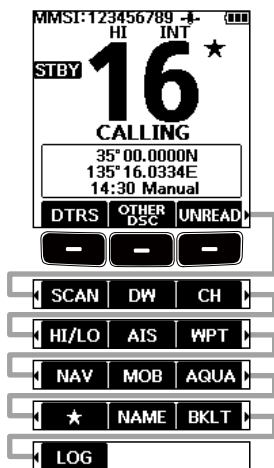 MMSI:123456789
HI INT
STBY 16 ★
CALLING
35°00.0000N
135°16.0334E
14:30 Manual
DTRS OTHER DSC UNREAD
SCAN DW CH
HI/LO AIS WPT
NAV MOB AQUA
★ NAME BKLT
LOG